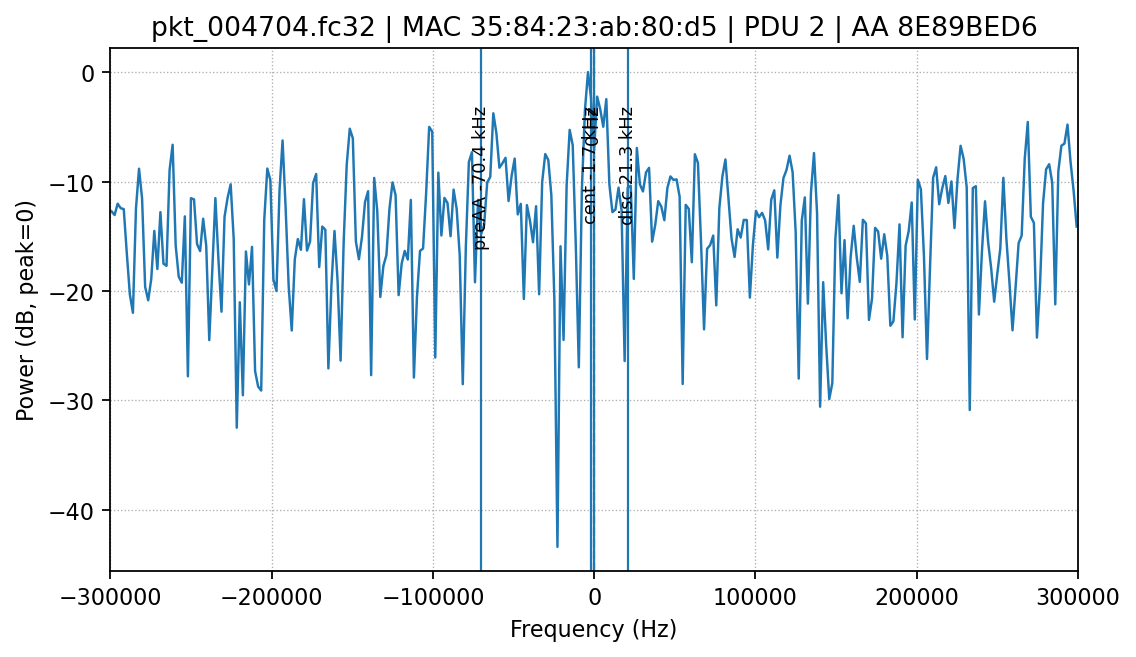 pkt_004704.fc32 | MAC 35:84:23:ab:80:d5 | PDU 2 | AA 8E89BED6
Power (dB, peak=0)
0
−10
−20
−30
−40
preAA -70.4 kHz
cent -1.7 kHz
disc 21.3 kHz
−300000
−200000
−100000
0
100000
200000
300000
Frequency (Hz)